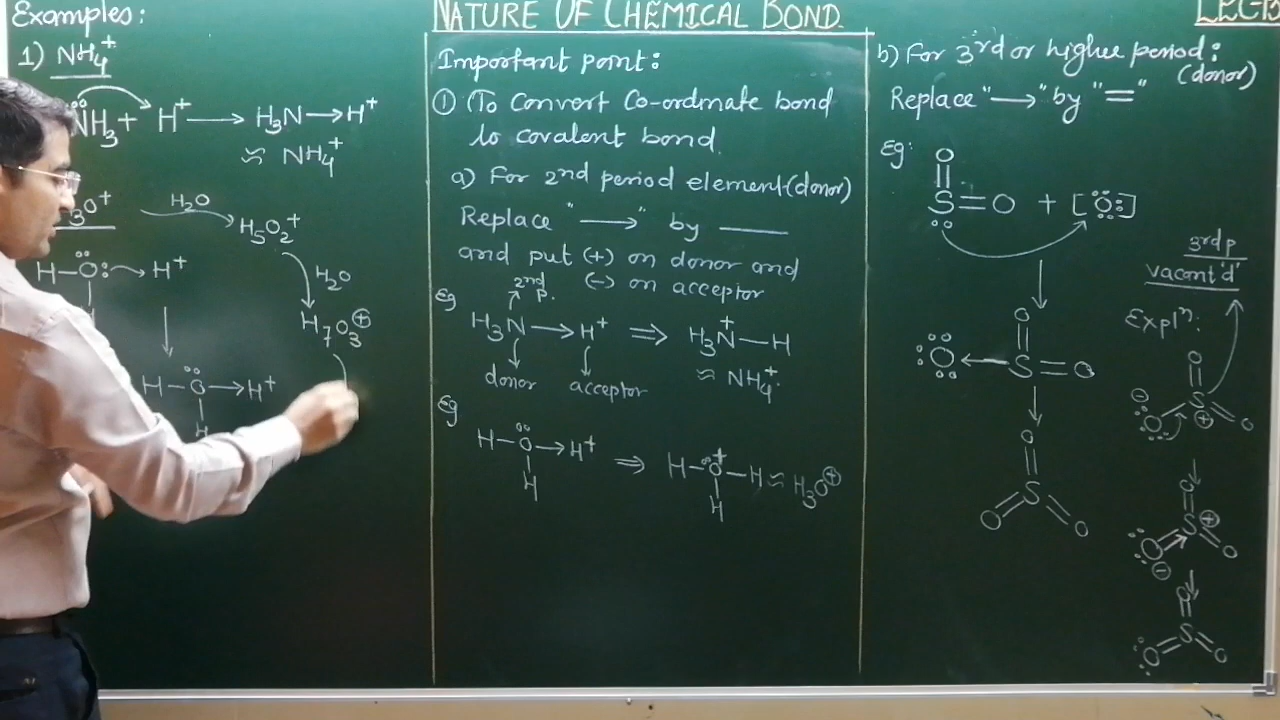 Examples:
1) NH₄⁺
NH₃ + H⁺ ⟶ H₃N⟶H⁺
≈ NH₄⁺
₃O⁺ H₂O H₅O₂⁺
H₂O
H₇O₃⊕
H–O: H⁺
H–O⟶H⁺
H
NATURE OF CHEMICAL BOND
Important point:
① (To Convert Co-ordinate bond
to covalent bond.
a) For 2nd period element (donor)
Replace "⟶" by ——
and put (+) on donor and
(-) on acceptor
Eg 2nd P.
H₃N⟶H⁺ ⇒ H₃N⁺–H
donor acceptor ≈ NH₄⁺
Eg
H–O⟶H⁺ ⇒ H–O⁺–H ≈ H₃O⊕
H H
LEC-
b) For 3rd or higher period:
(donor)
Replace "⟶" by "="
Eg:
O
S=O + [:O:]
3rd p
vacant 'd'
Explⁿ:
O
:O⟵S=O
O
S
O O
O
⊖ O S ⊕ O
O
O S ⊕ O
⊖
O
O S O